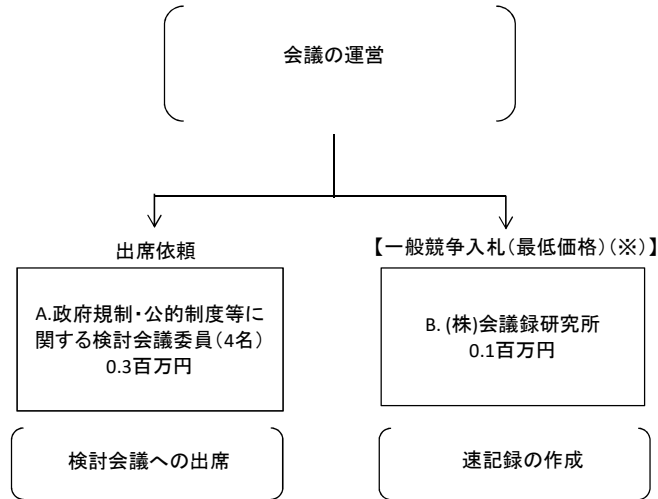 会議の運営
出席依頼
【一般競争入札(最低価格)(※)】
A.政府規制・公的制度等に
関する検討会議委員(4名)
0.3百万円
B. (株)会議録研究所
0.1百万円
検討会議への出席
速記録の作成